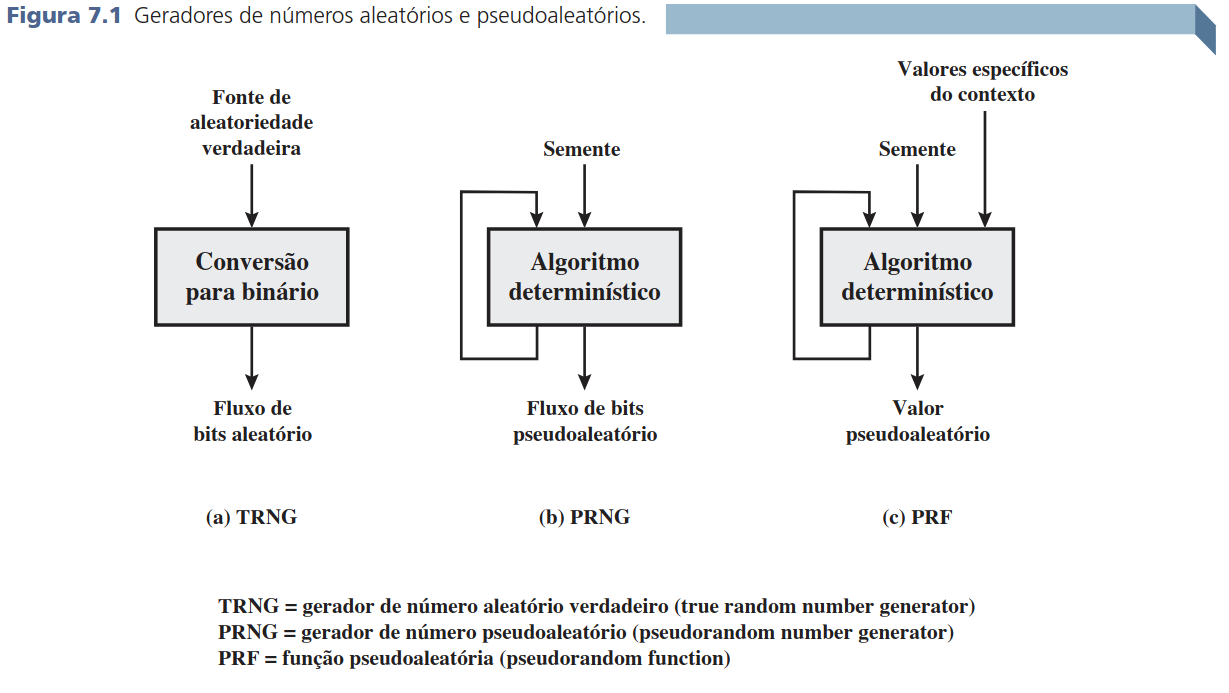 Figura 7.1 Geradores de números aleatórios e pseudoaleatórios.
Fonte de
aleatoriedade
verdadeira
Conversão
para binário
Fluxo de
bits aleatório
(a) TRNG
Semente
Algoritmo
determinístico
Fluxo de bits
pseudoaleatório
(b) PRNG
Valores específicos
do contexto
Semente
Algoritmo
determinístico
Valor
pseudoaleatório
(c) PRF
TRNG = gerador de número aleatório verdadeiro (true random number generator)
PRNG = gerador de número pseudoaleatório (pseudorandom number generator)
PRF = função pseudoaleatória (pseudorandom function)